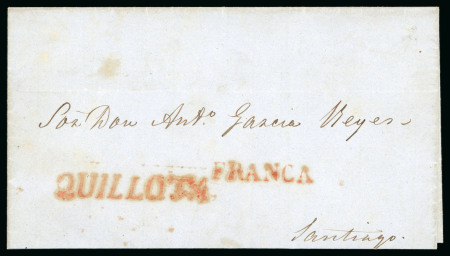 Sor Don Anto. Garcia Reyes
FRANCA
QUILLOTA
Santiago.